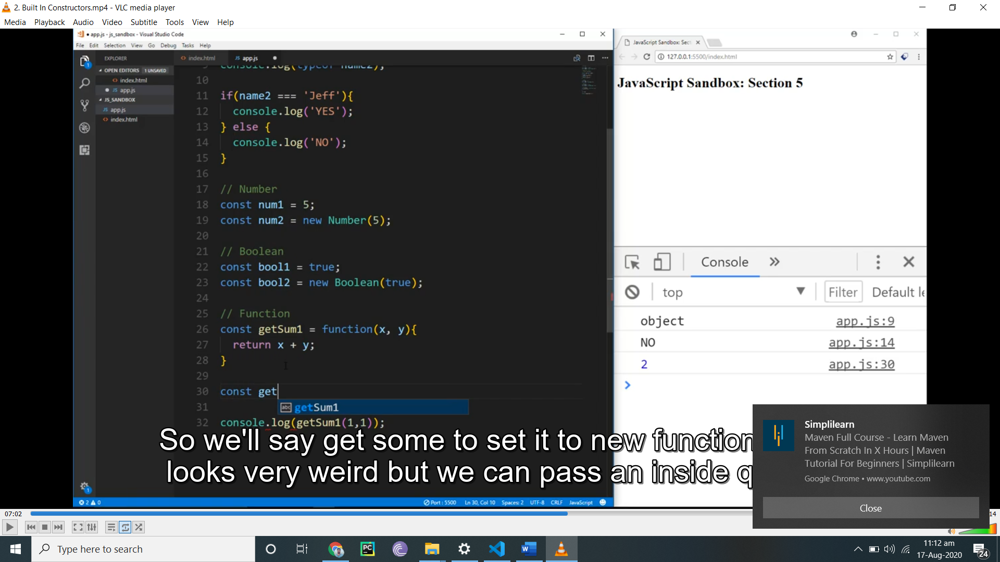 2. Built In Constructors.mp4 - VLC media player
Media Playback Audio Video Subtitle Tools View Help
● app.js - js_sandbox - Visual Studio Code
File Edit Selection View Go Debug Tasks Help
EXPLORER
OPEN EDITORS 1 UNSAVED
index.html
JS app.js
JS_SANDBOX
JS app.js
index.html
index.html JS app.js
console.log(typeof name2);
10
11 if(name2 === 'Jeff'){
12 console.log('YES');
13 } else {
14 console.log('NO');
15 }
16
17 // Number
18 const num1 = 5;
19 const num2 = new Number(5);
20
21 // Boolean
22 const bool1 = true;
23 const bool2 = new Boolean(true);
24
25 // Function
26 const getSum1 = function(x, y){
27 return x + y;
28 }
29
30 const get
abc getSum1
31
32 console.log(getSum1(1,1));
So we'll say get some to set it to new function
looks very weird but we can pass an inside q
2 0
Port : 5500 Ln 30, Col 10 Spaces: 2 UTF-8 CRLF JavaScript
JavaScript Sandbox: Sect
127.0.0.1:5500/index.html
JavaScript Sandbox: Section 5
Console »
top Filter Default le
object app.js:9
NO app.js:14
2 app.js:30
Simplilearn
Maven Full Course - Learn Maven
From Scratch In X Hours | Maven
Tutorial For Beginners | Simplilearn
Google Chrome • www.youtube.com
Close
07:02
14
Type here to search
PC
W
11:12 am
17-Aug-2020
24